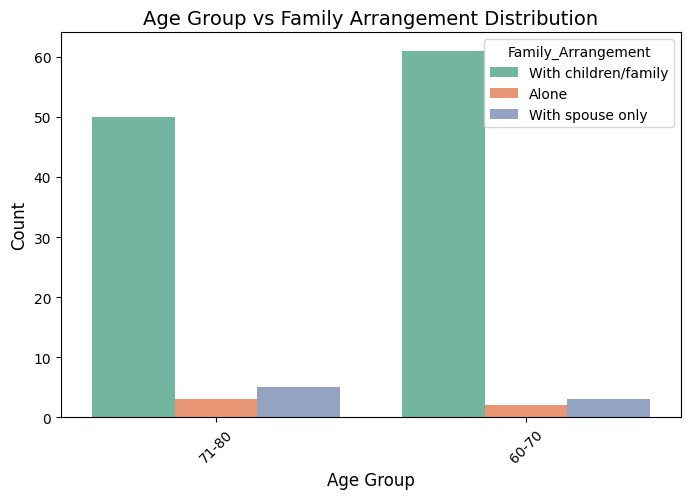 Age Group vs Family Arrangement Distribution
Family_Arrangement
With children/family
Alone
With spouse only
60
50
40
30
20
10
0
Count
71-80
60-70
Age Group